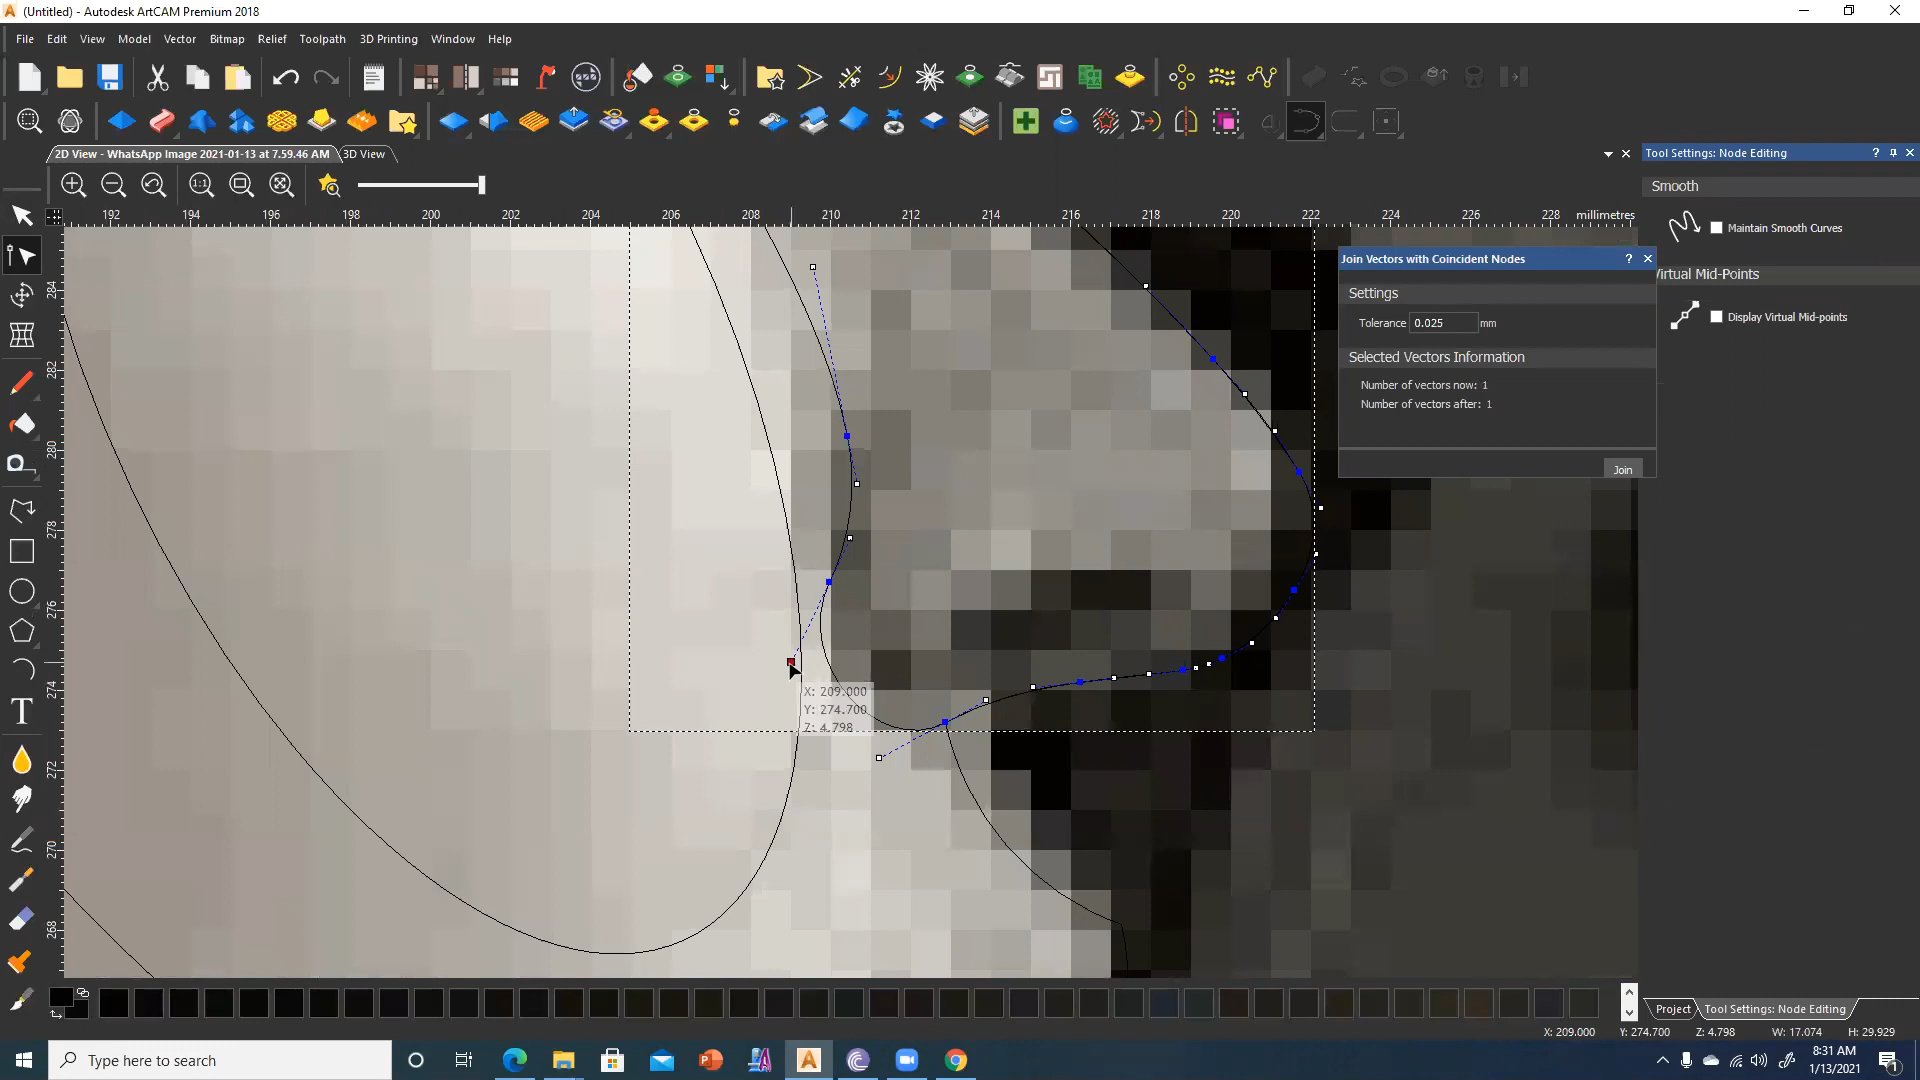 (Untitled) - Autodesk ArtCAM Premium 2018
File Edit View Model Vector Bitmap Relief Toolpath 3D Printing Window Help
2D View - WhatsApp Image 2021-01-13 at 7.59.46 AM 3D View
Tool Settings: Node Editing
Smooth
Maintain Smooth Curves
Virtual Mid-Points
Display Virtual Mid-points
1:1
192 194 196 198 200 202 204 206 208 210 212 214 216 218 220 222 224 226 228 millimetres
284
282
280
278
276
274
272
270
268
Join Vectors with Coincident Nodes
Settings
Tolerance 0.025 mm
Selected Vectors Information
Number of vectors now: 1
Number of vectors after: 1
Join
X: 209.000
Y: 274.700
Z: 4.798
Project Tool Settings: Node Editing
X: 209.000 Y: 274.700 Z: 4.798 W: 17.074 H: 29.929
Type here to search
8:31 AM
1/13/2021
1